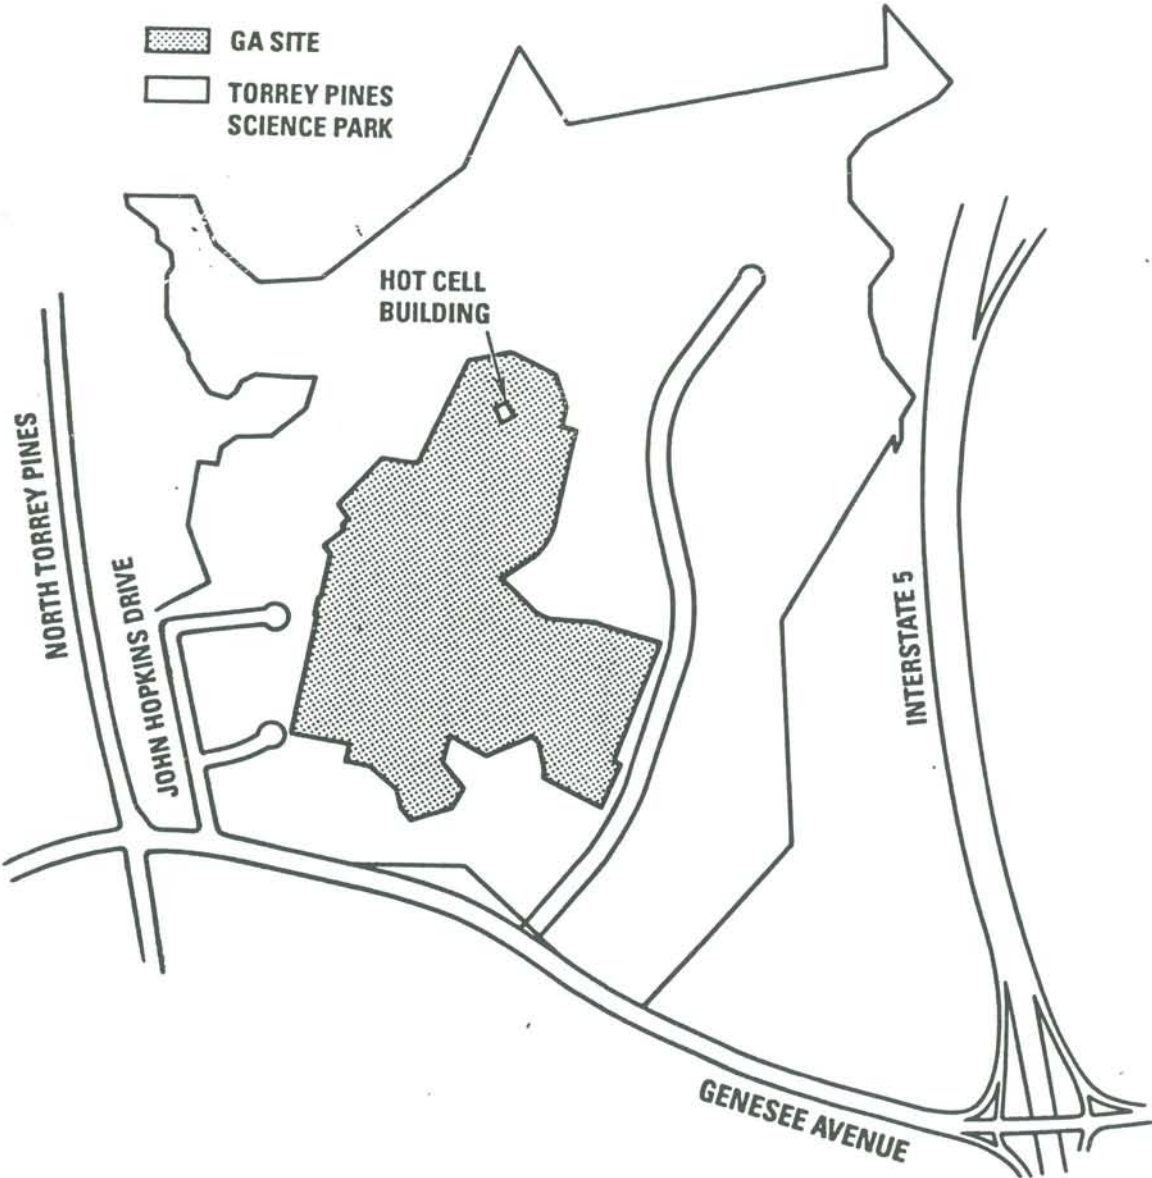 GA SITE
TORREY PINES
SCIENCE PARK
HOT CELL
BUILDING
NORTH TORREY PINES
JOHN HOPKINS DRIVE
INTERSTATE 5
GENESEE AVENUE